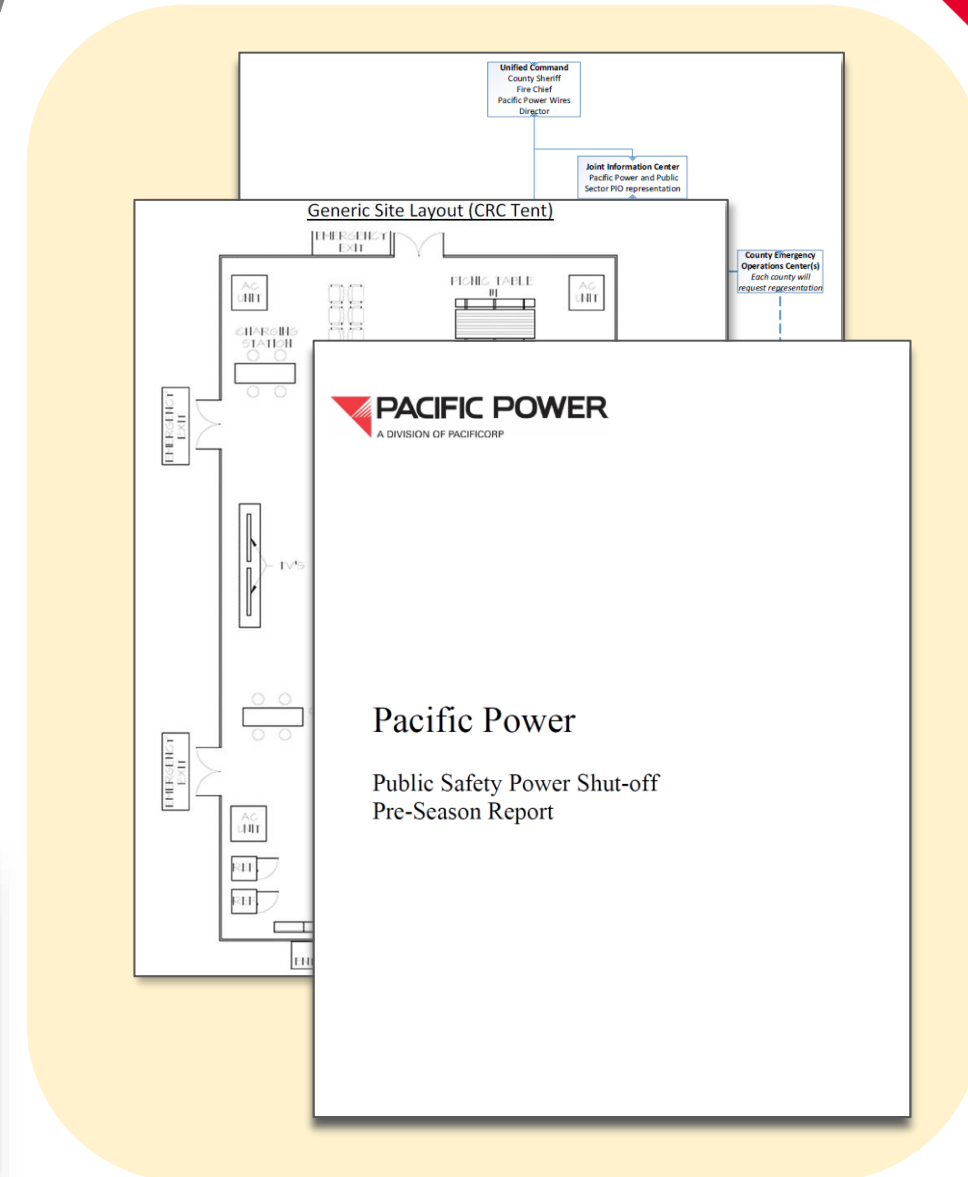 Unified Command
County Sheriff
Fire Chief
Pacific Power Wires
Director
Joint Information Center
Pacific Power and Public
Sector PIO representation
County Emergency
Operations Center(s)
Each county will
request representation
Generic Site Layout (CRC Tent)
EMERGENCY
EXIT
AC
UNIT
PICNIC TABLE
AC
UNIT
CHARGING
STATION
EMERGENCY
EXIT
TV'S
EMERGENCY
EXIT
AC
UNIT
REF.
REF.
PACIFIC POWER
A DIVISION OF PACIFICORP
Pacific Power
Public Safety Power Shut-off
Pre-Season Report